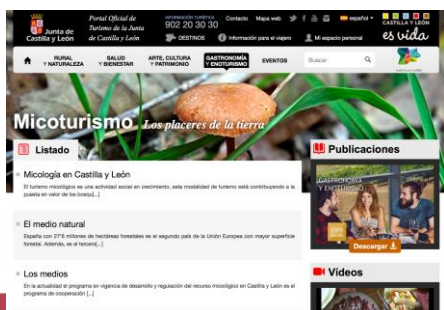 Junta de
Castilla y León
Portal Oficial de
Turismo de la Junta
de Castilla y León
INFORMACIÓN TURÍSTICA
902 20 30 30
Contacto
Mapa web
español
DESTINOS
Información para el viajero
Mi espacio personal
CASTILLA Y LEÓN
es vida
RURAL
Y NATURALEZA
SALUD
Y BIENESTAR
ARTE, CULTURA
Y PATRIMONIO
GASTRONOMÍA
Y ENOTURISMO
EVENTOS
Buscar
Micoturismo Los placeres de la tierra
Listado
Micología en Castilla y León
El turismo micológico es una actividad social en crecimiento, esta modalidad de turismo está contribuyendo a la
puesta en valor de los bosqu[...]
El medio natural
España con 27'6 millones de hectáreas forestales es el segundo país de la Unión Europea con mayor superficie
forestal. Además, es el tercero[...]
Los medios
En la actualidad el programa en vigencia de desarrollo y regulación del recurso micológico en Castilla y León es el
programa de cooperación [...]
Publicaciones
GASTRONOMÍA
Y ENOTURISMO
Descargar
Vídeos